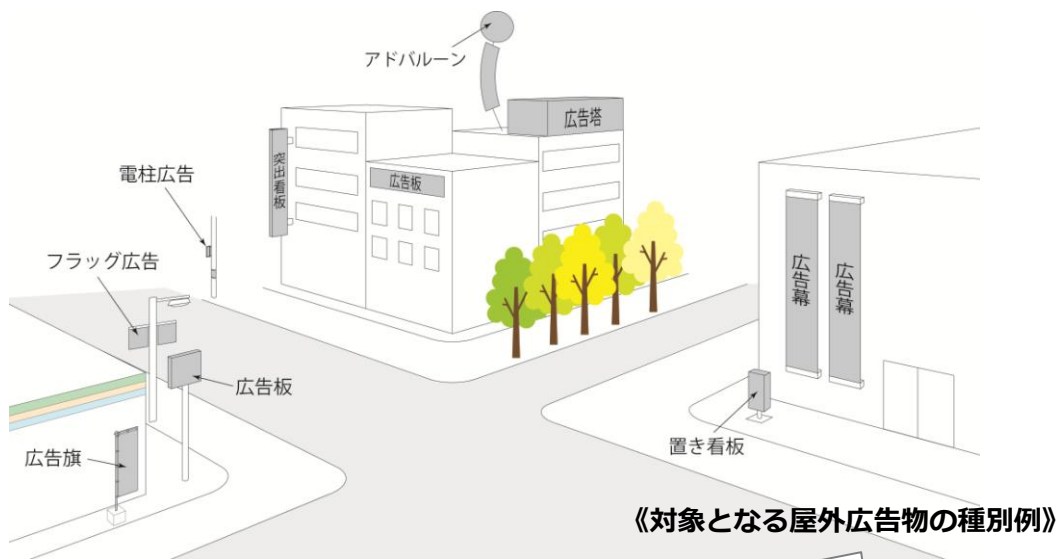 アドバルーン
広告塔
突出看板
広告板
電柱広告
フラッグ広告
広告板
広告旗
広告幕
広告幕
置き看板
《対象となる屋外広告物の種別例》